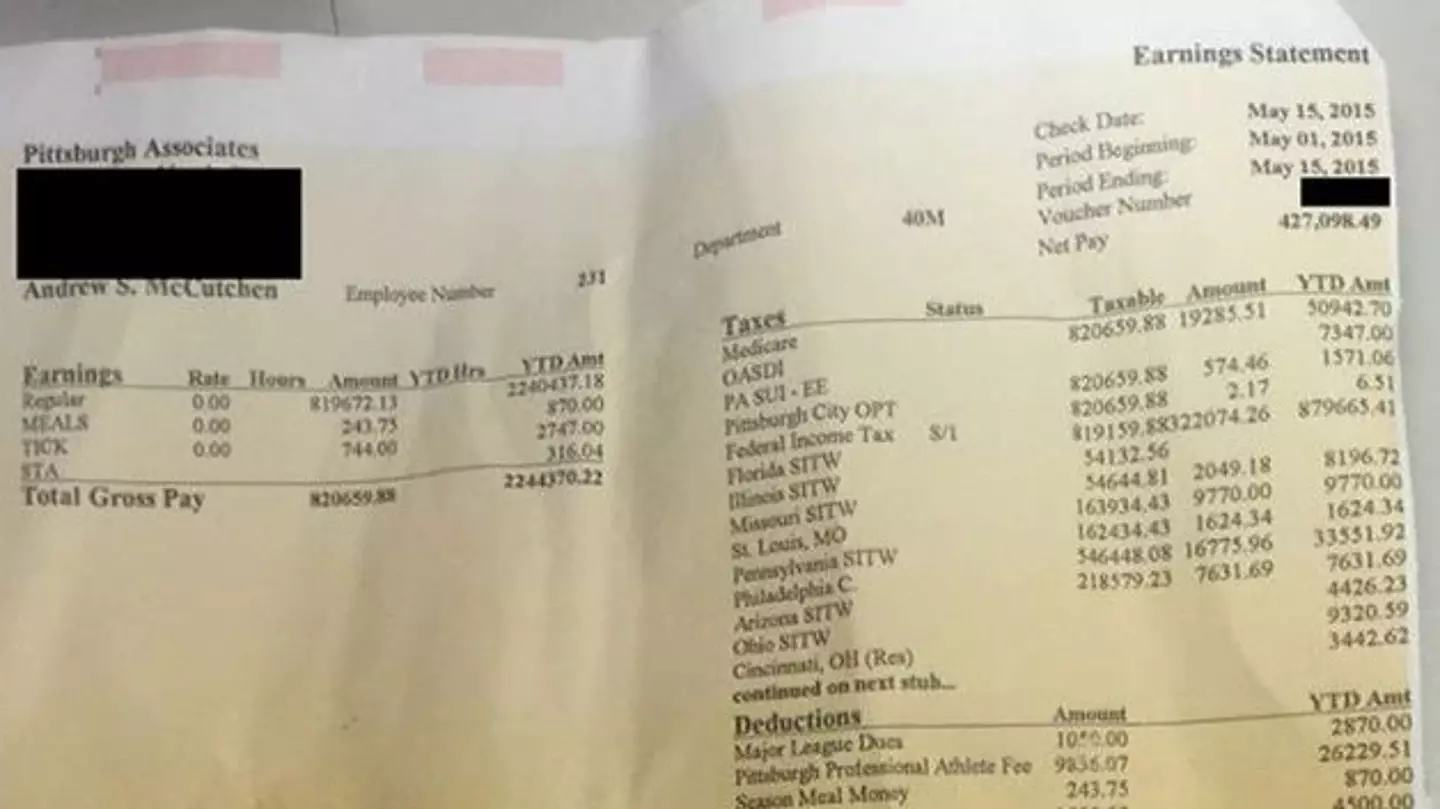 Earnings Statement
Pittsburgh Associates
Andrew S. McCutchen Employee Number 231
Check Date: May 15, 2015
Period Beginning: May 01, 2015
Period Ending: May 15, 2015
Voucher Number
Department 40M Net Pay 427,098.49
Earnings Rate Hours Amount YTD Hrs YTD Amt
Regular 0.00 819672.13 2240437.18
MEALS 0.00 243.75 870.00
TICK 0.00 744.00 2747.00
STA 316.04
Total Gross Pay 820659.88 2244370.22
Taxes Status Taxable Amount YTD Amt
Medicare 820659.88 19285.51 50942.70
OASDI 7347.00
PA SUI - EE 820659.88 574.46 1571.06
Pittsburgh City OPT 820659.88 2.17 6.51
Federal Income Tax S/1 819159.88 322074.26 879665.41
Florida SITW 54132.56
Illinois SITW 54644.81 2049.18 8196.72
Missouri SITW 163934.43 9770.00 9770.00
St. Louis, MO 162434.43 1624.34 1624.34
Pennsylvania SITW 546448.08 16775.96 33551.92
Philadelphia C. 218579.23 7631.69 7631.69
Arizona SITW 4426.23
Ohio SITW 9320.59
Cincinnati, OH (Res) 3442.62
continued on next stub...
Deductions Amount YTD Amt
Major League Dues 2870.00
Pittsburgh Professional Athlete Fee 9836.07 26229.51
Season Meal Money 243.75 870.00
4500.00